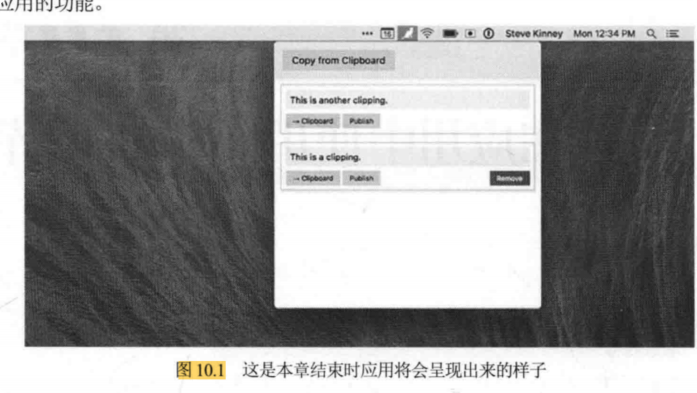 应用的功能。
Steve Kinney Mon 12:34 PM
Copy from Clipboard
This is another clipping.
→ Clipboard Publish
This is a clipping.
→ Clipboard Publish Remove
图 10.1 这是本章结束时应用将会呈现出来的样子